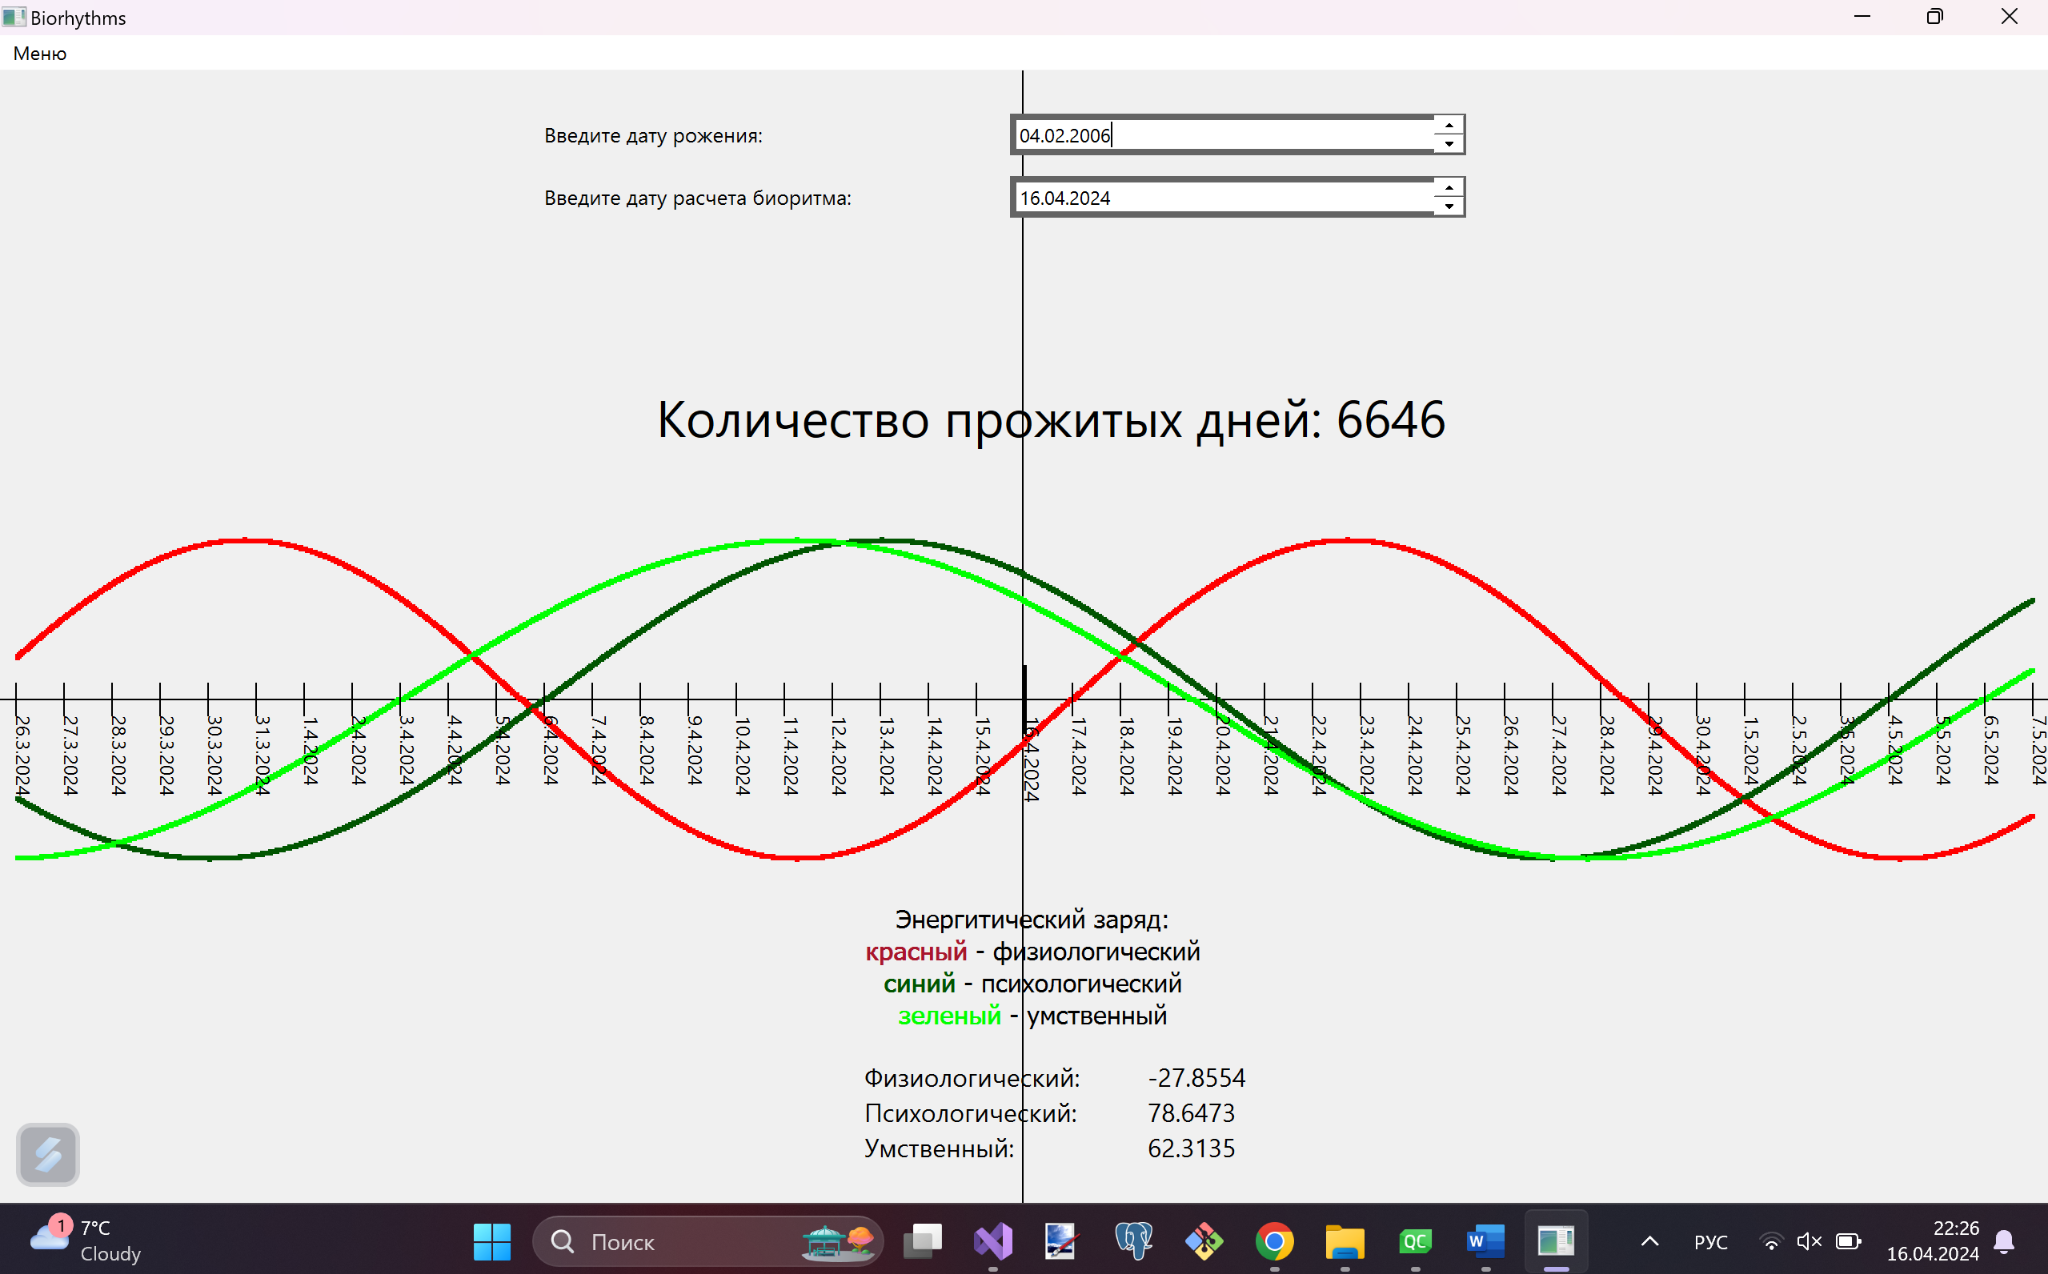 Biorhythms
Меню
Введите дату рожения: 04.02.2006
Введите дату расчета биоритма: 16.04.2024
Количество прожитых дней: 6646
26.3.2024 27.3.2024 28.3.2024 29.3.2024 30.3.2024 31.3.2024 1.4.2024 2.4.2024 3.4.2024 4.4.2024 5.4.2024 6.4.2024 7.4.2024 8.4.2024 9.4.2024 10.4.2024 11.4.2024 12.4.2024 13.4.2024 14.4.2024 15.4.2024 16.4.2024 17.4.2024 18.4.2024 19.4.2024 20.4.2024 21.4.2024 22.4.2024 23.4.2024 24.4.2024 25.4.2024 26.4.2024 27.4.2024 28.4.2024 29.4.2024 30.4.2024 1.5.2024 2.5.2024 3.5.2024 4.5.2024 5.5.2024 6.5.2024 7.5.2024
Энергитический заряд:
красный - физиологический
синий - психологический
зеленый - умственный
Физиологический: -27.8554
Психологический: 78.6473
Умственный: 62.3135
1 7°C
Cloudy
Поиск
QC
W
РУС
22:26
16.04.2024